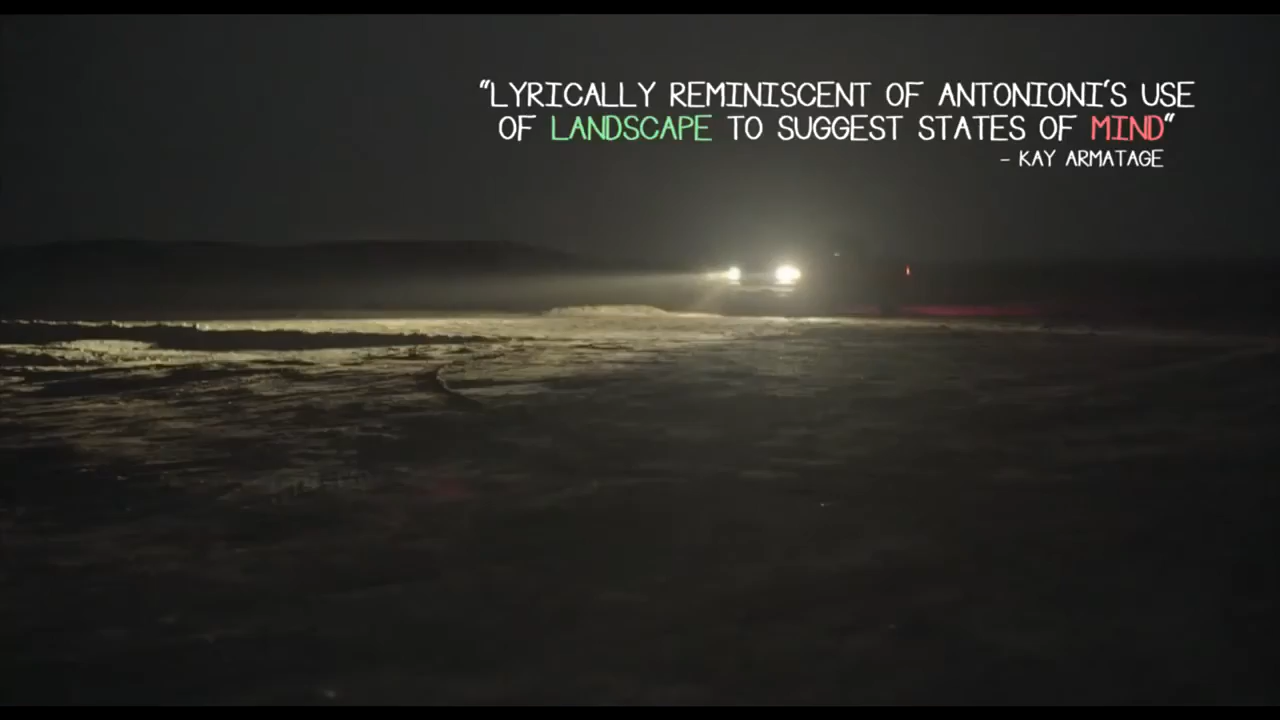 "LYRICALLY REMINISCENT OF ANTONIONI'S USE
OF LANDSCAPE TO SUGGEST STATES OF MIND"
- KAY ARMATAGE